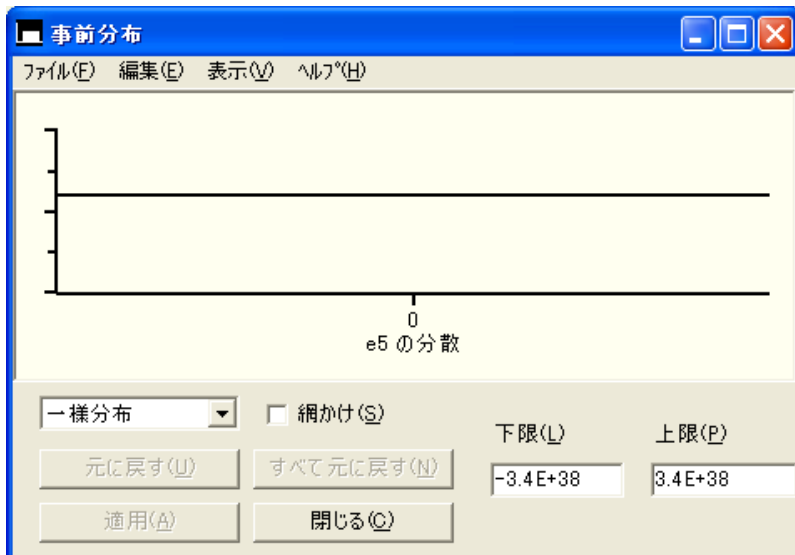 事前分布
ファイル(F) 編集(E) 表示(V) ヘルプ(H)
0
e5 の分散
一様分布
網かけ(S)
下限(L)
上限(P)
元に戻す(U)
すべて元に戻す(N)
-3.4E+38
3.4E+38
適用(A)
閉じる(C)